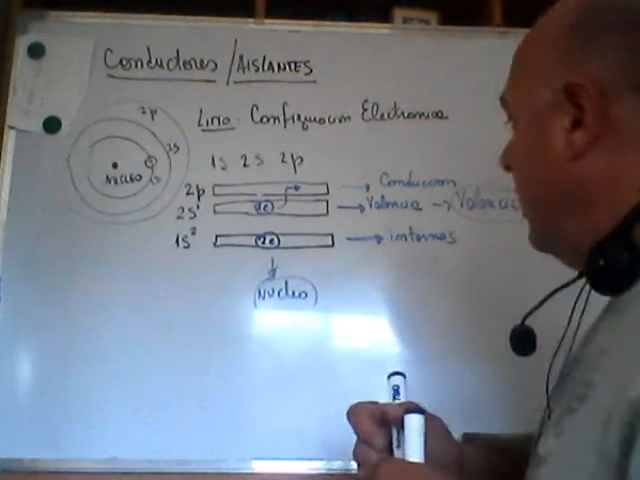 Conductores / AISLANTES
Litio: Configuracion Electronica
1s 2s 2p
2p
2s
1s
NUCLEO
2p → Conduccion
2s¹ → Valencia → Valencia
1s² 2e → internos
Nucleo